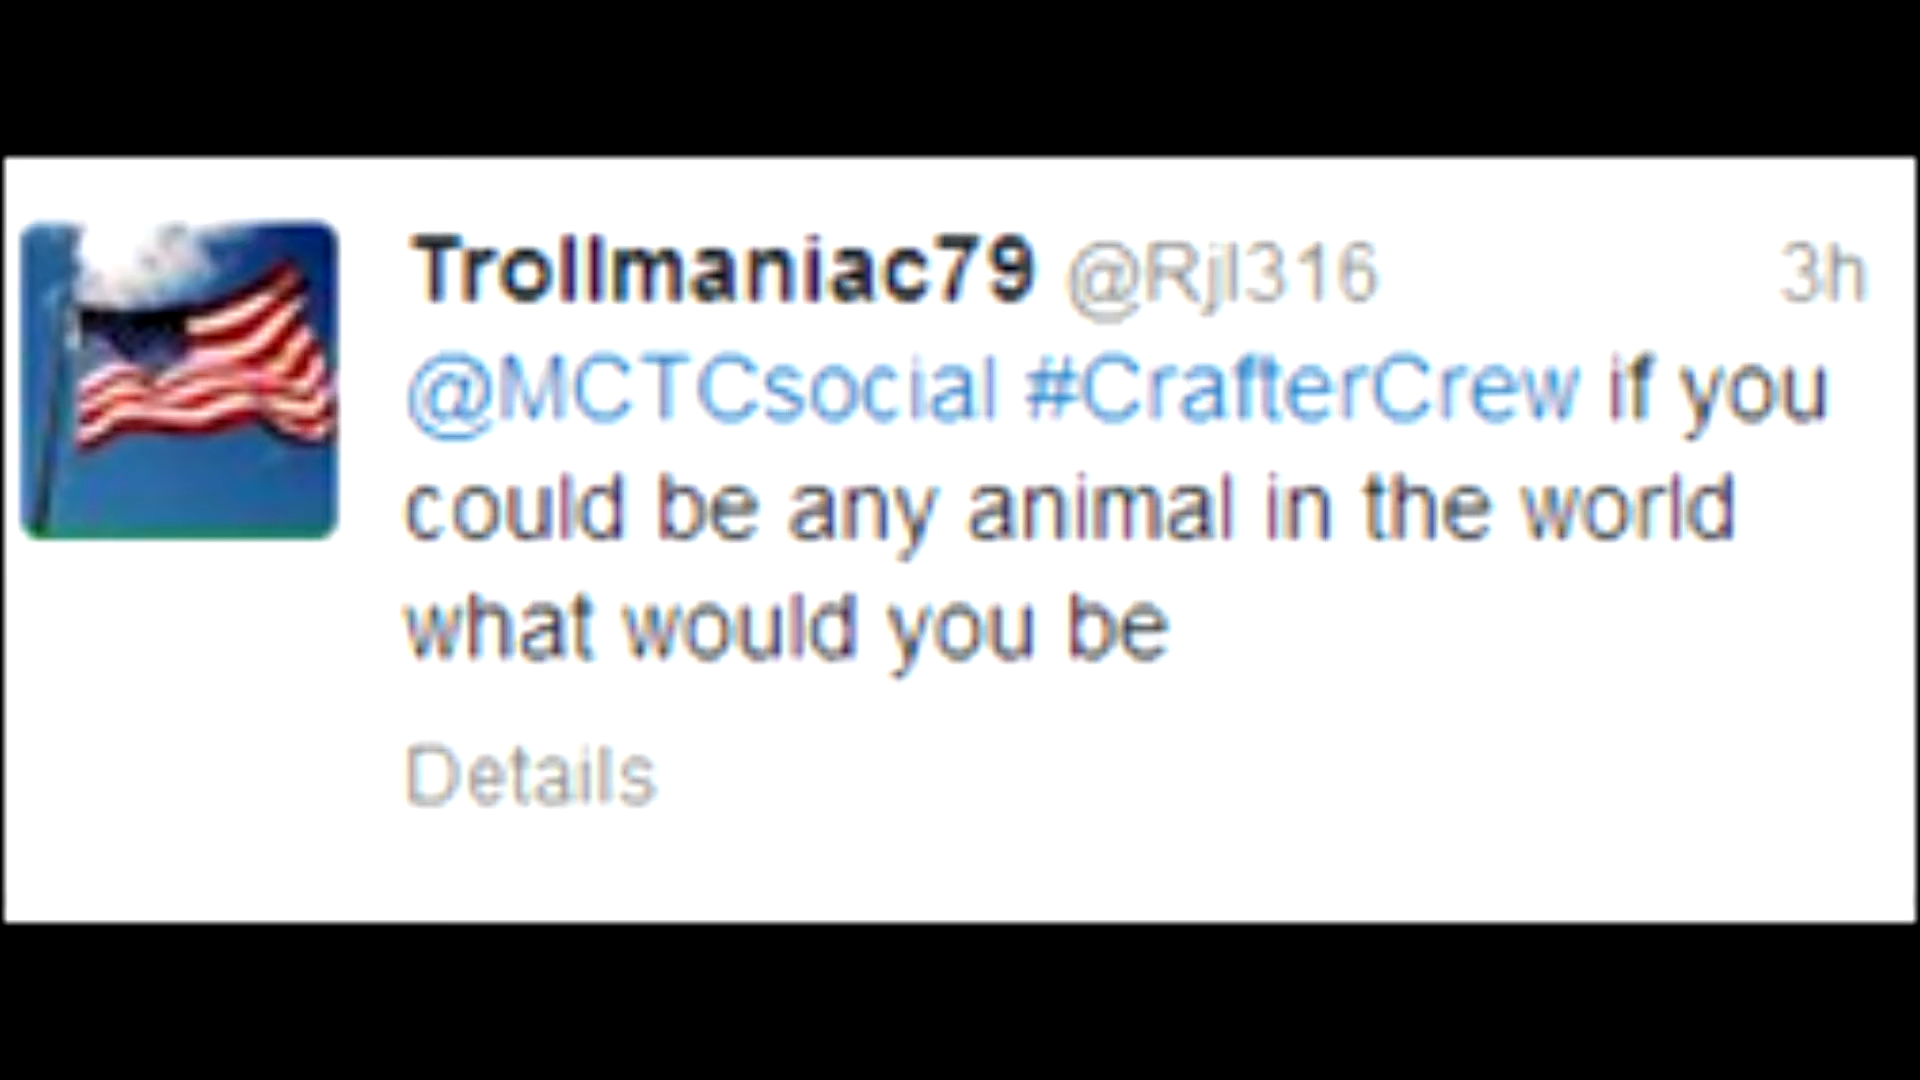 Trollmaniac79 @Rjl316 3h
@MCTCsocial #CrafterCrew if you
could be any animal in the world
what would you be
Details